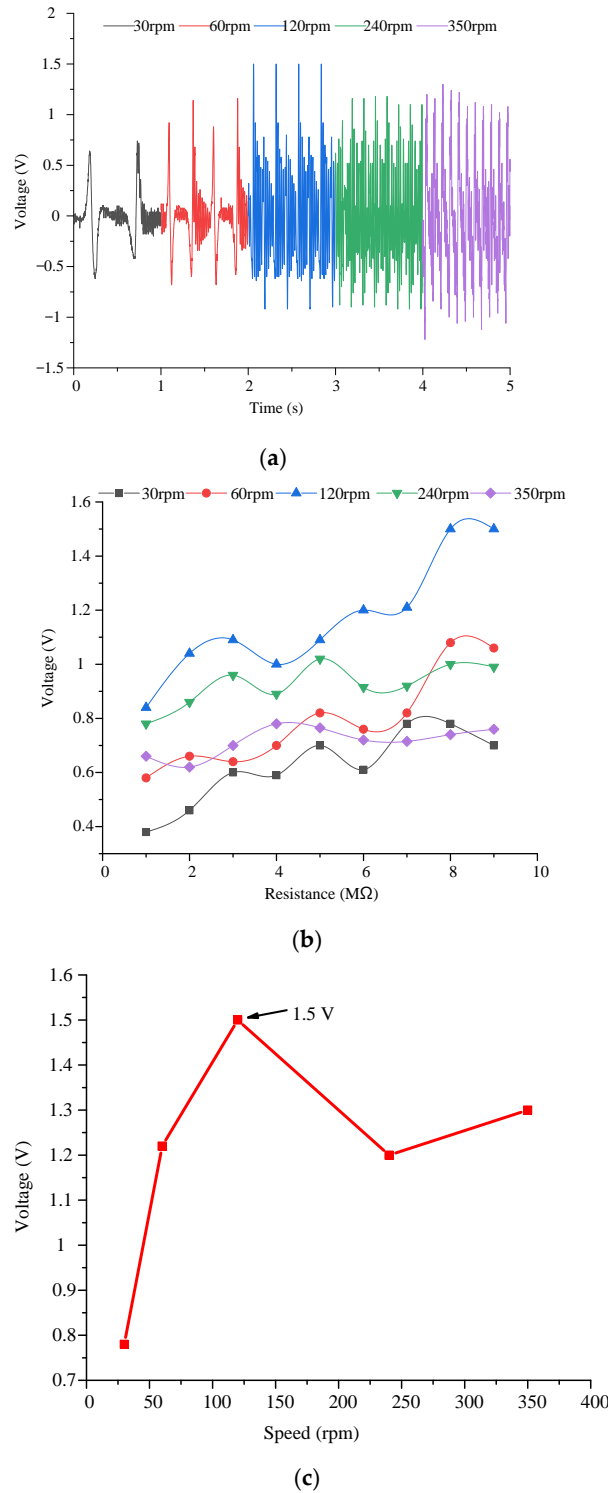 30rpm 60rpm 120rpm 240rpm 350rpm
2
1.5
1
0.5
0
−0.5
−1
−1.5
Voltage (V)
0 1 2 3 4 5
Time (s)
(a)
30rpm 60rpm 120rpm 240rpm 350rpm
1.6
1.4
1.2
1
0.8
0.6
0.4
Voltage (V)
0 2 4 6 8 10
Resistance (MΩ)
(b)
1.6
1.5
1.4
1.3
1.2
1.1
1
0.9
0.8
0.7
Voltage (V)
1.5 V
0 50 100 150 200 250 300 350 400
Speed (rpm)
(c)